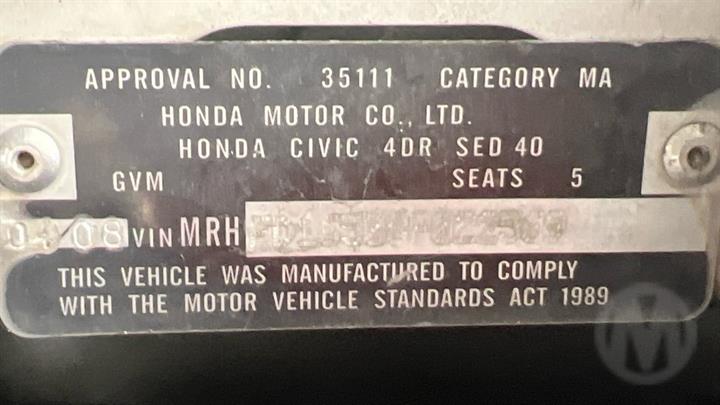 APPROVAL NO. 35111 CATEGORY MA
HONDA MOTOR CO., LTD.
HONDA CIVIC 4DR SED 40
GVM SEATS 5
04/08 VIN MRH
THIS VEHICLE WAS MANUFACTURED TO COMPLY
WITH THE MOTOR VEHICLE STANDARDS ACT 1989
M